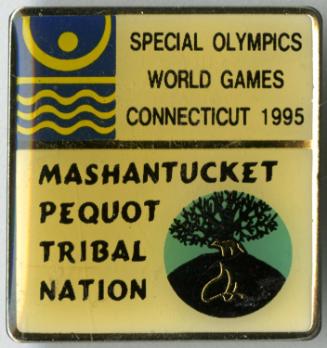 SPECIAL OLYMPICS
WORLD GAMES
CONNECTICUT 1995
MASHANTUCKET
PEQUOT
TRIBAL
NATION